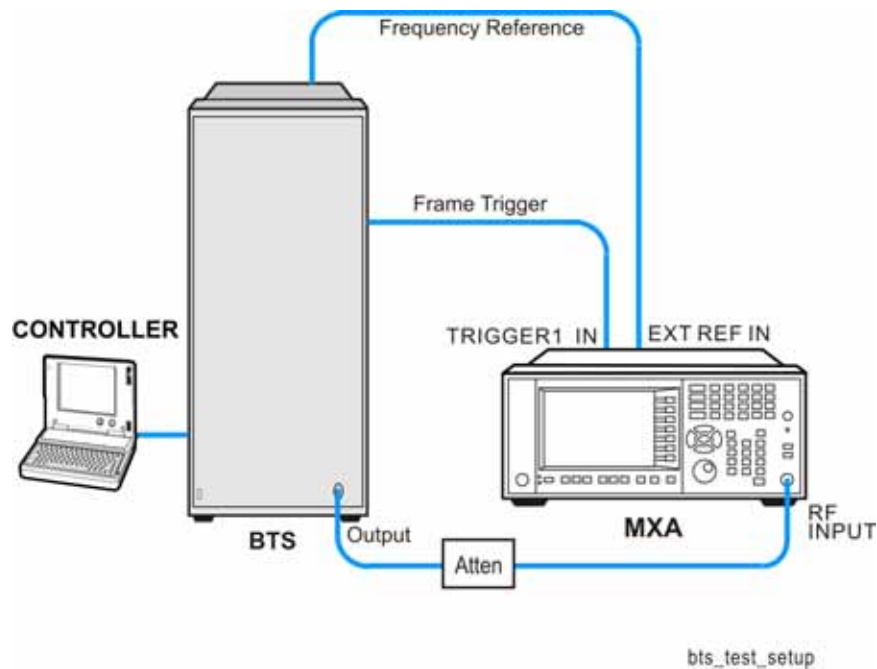 Frequency Reference
Frame Trigger
CONTROLLER
TRIGGER1 IN
EXT REF IN
BTS
Output
Atten
MXA
RF
INPUT
bts_test_setup